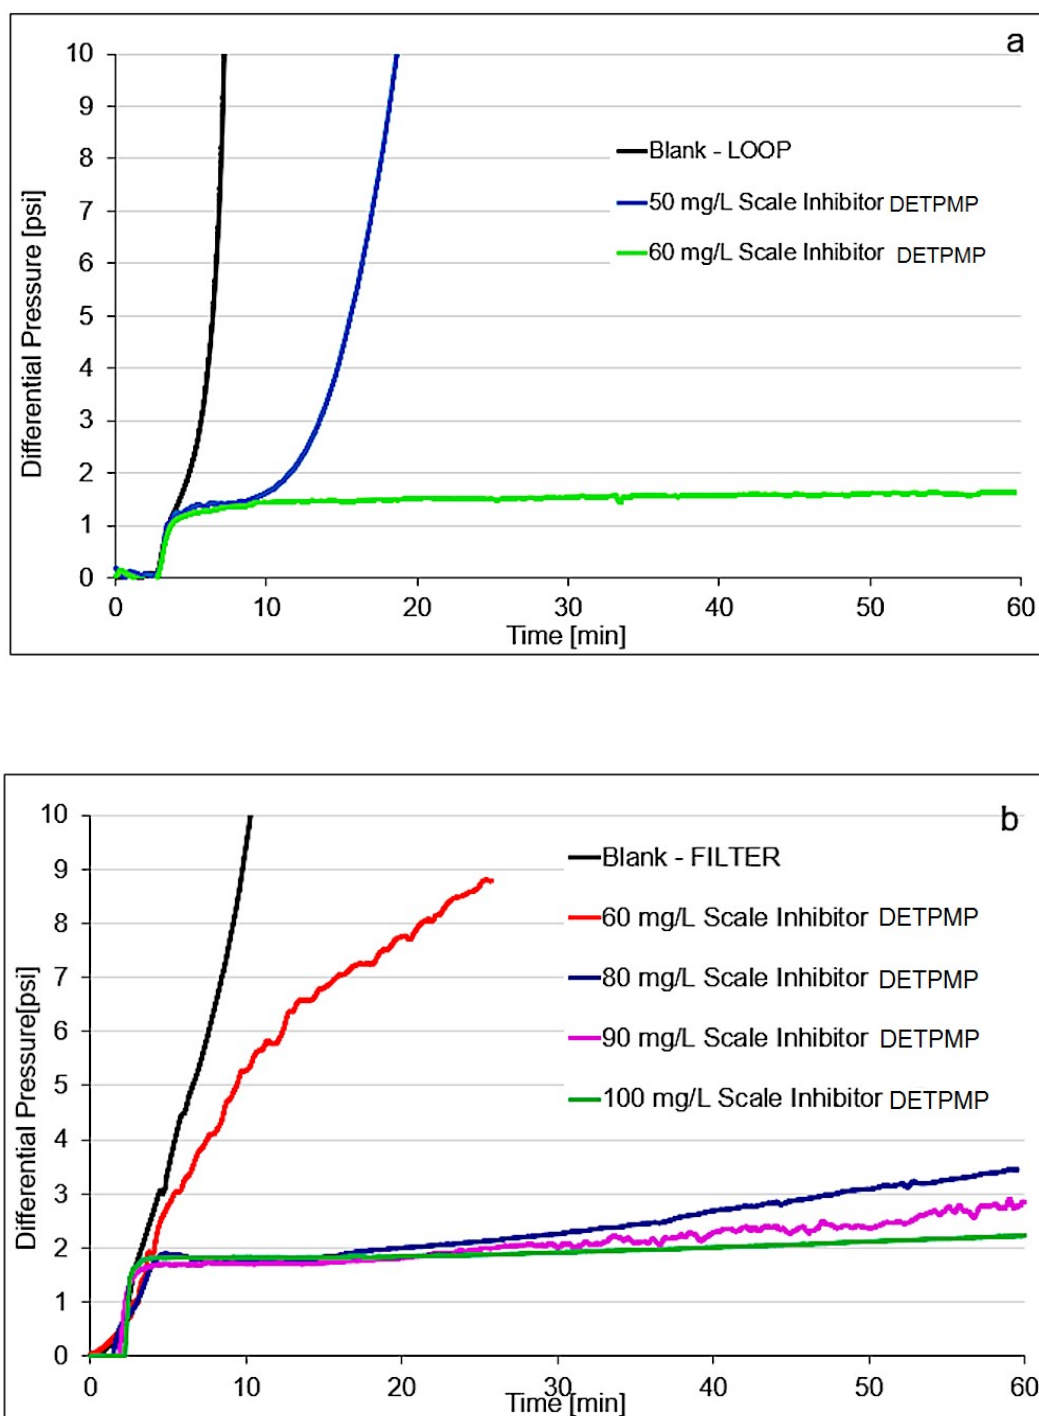 a
10
9
8
7
6
5
4
3
2
1
0
Differential Pressure [psi]
Blank - LOOP
50 mg/L Scale Inhibitor DETPMP
60 mg/L Scale Inhibitor DETPMP
0 10 20 30 40 50 60
Time [min]
b
10
9
8
7
6
5
4
3
2
1
0
Differential Pressure[psi]
Blank - FILTER
60 mg/L Scale Inhibitor DETPMP
80 mg/L Scale Inhibitor DETPMP
90 mg/L Scale Inhibitor DETPMP
100 mg/L Scale Inhibitor DETPMP
0 10 20 30 40 50 60
Time [min]